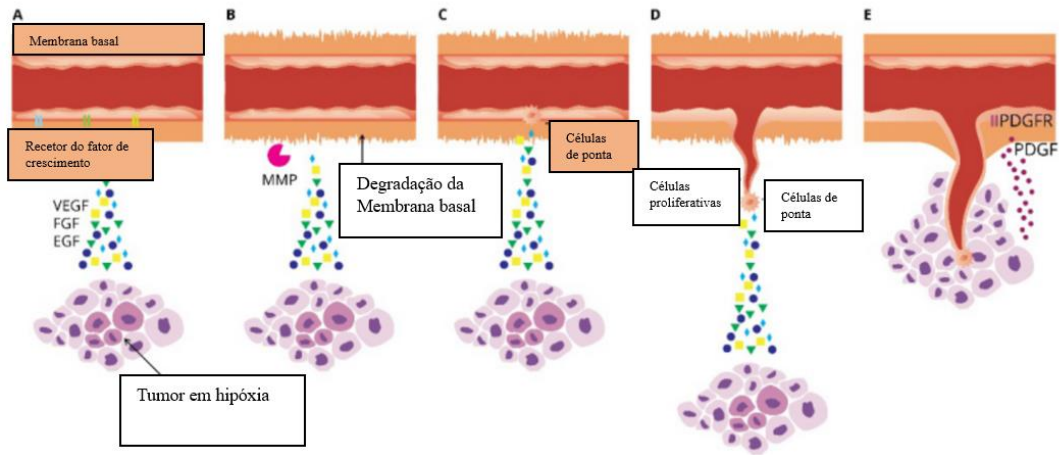 A
Membrana basal
Recetor do fator de
crescimento
VEGF
FGF
EGF
Tumor em hipóxia
B
MMP
Degradação da
Membrana basal
C
Células
de ponta
D
Células
proliferativas
Células de
ponta
E
PDGFR
PDGF